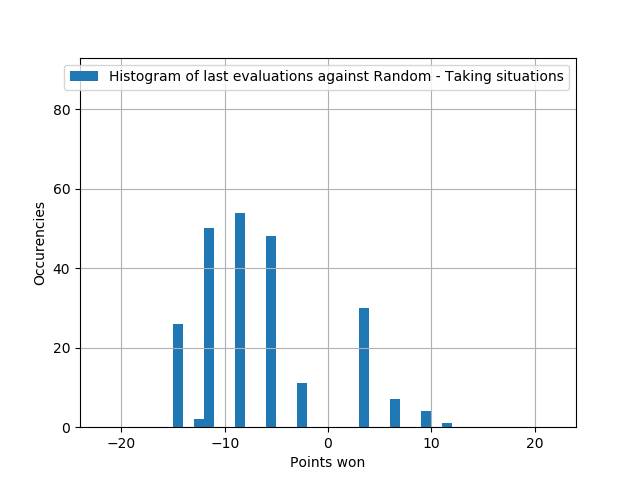 Histogram of last evaluations against Random - Taking situations
80
60
40
20
0
Occurencies
−20 −10 0 10 20
Points won